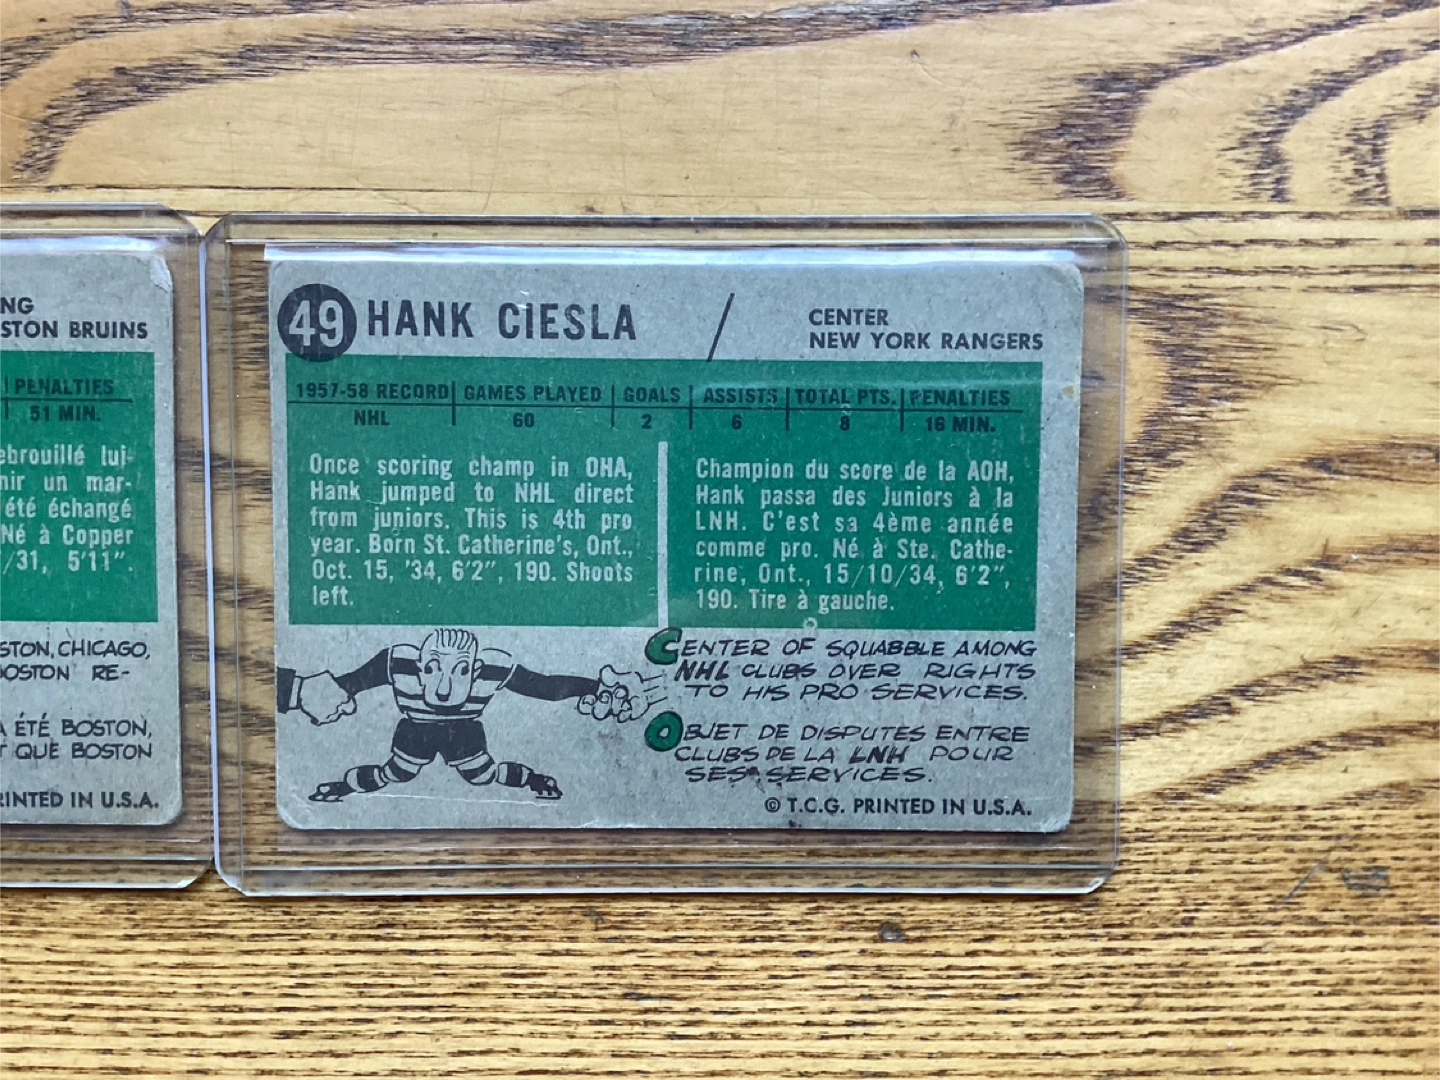 NG
STON BRUINS
PENALTIES
51 MIN.
ebrouillé lui-
nir un mar-
été échangé
Né à Copper
/31, 5'11".
STON, CHICAGO,
BOSTON RE-
A ÉTÉ BOSTON,
T QUE BOSTON
RINTED IN U.S.A.
49 HANK CIESLA /
CENTER
NEW YORK RANGERS
1957-58 RECORD GAMES PLAYED GOALS ASSISTS TOTAL PTS. PENALTIES
NHL 60 2 6 8 16 MIN.
Once scoring champ in OHA,
Hank jumped to NHL direct
from juniors. This is 4th pro
year. Born St. Catherine's, Ont.,
Oct. 15, '34, 6'2", 190. Shoots
left.
Champion du score de la AOH,
Hank passa des Juniors à la
LNH. C'est sa 4ème année
comme pro. Né à Ste. Cathe-
rine, Ont., 15/10/34, 6'2",
190. Tire à gauche.
CENTER OF SQUABBLE AMONG
NHL CLUBS OVER RIGHTS
TO HIS PRO SERVICES.
OBJET DE DISPUTES ENTRE
CLUBS DE LA LNH POUR
SES SERVICES.
© T.C.G. PRINTED IN U.S.A.